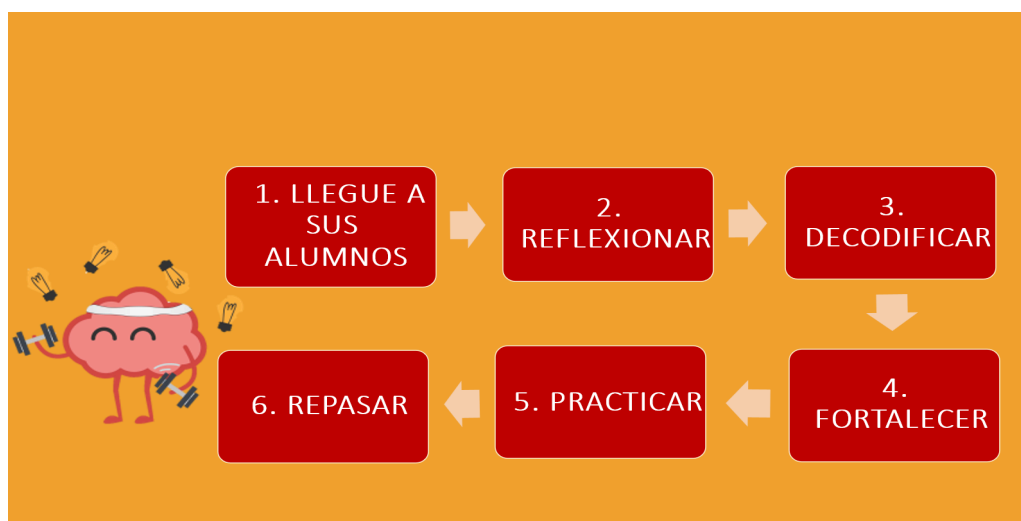 1. LLEGUE A
SUS
ALUMNOS
2.
REFLEXIONAR
3.
DECODIFICAR
4.
FORTALECER
5. PRACTICAR
6. REPASAR